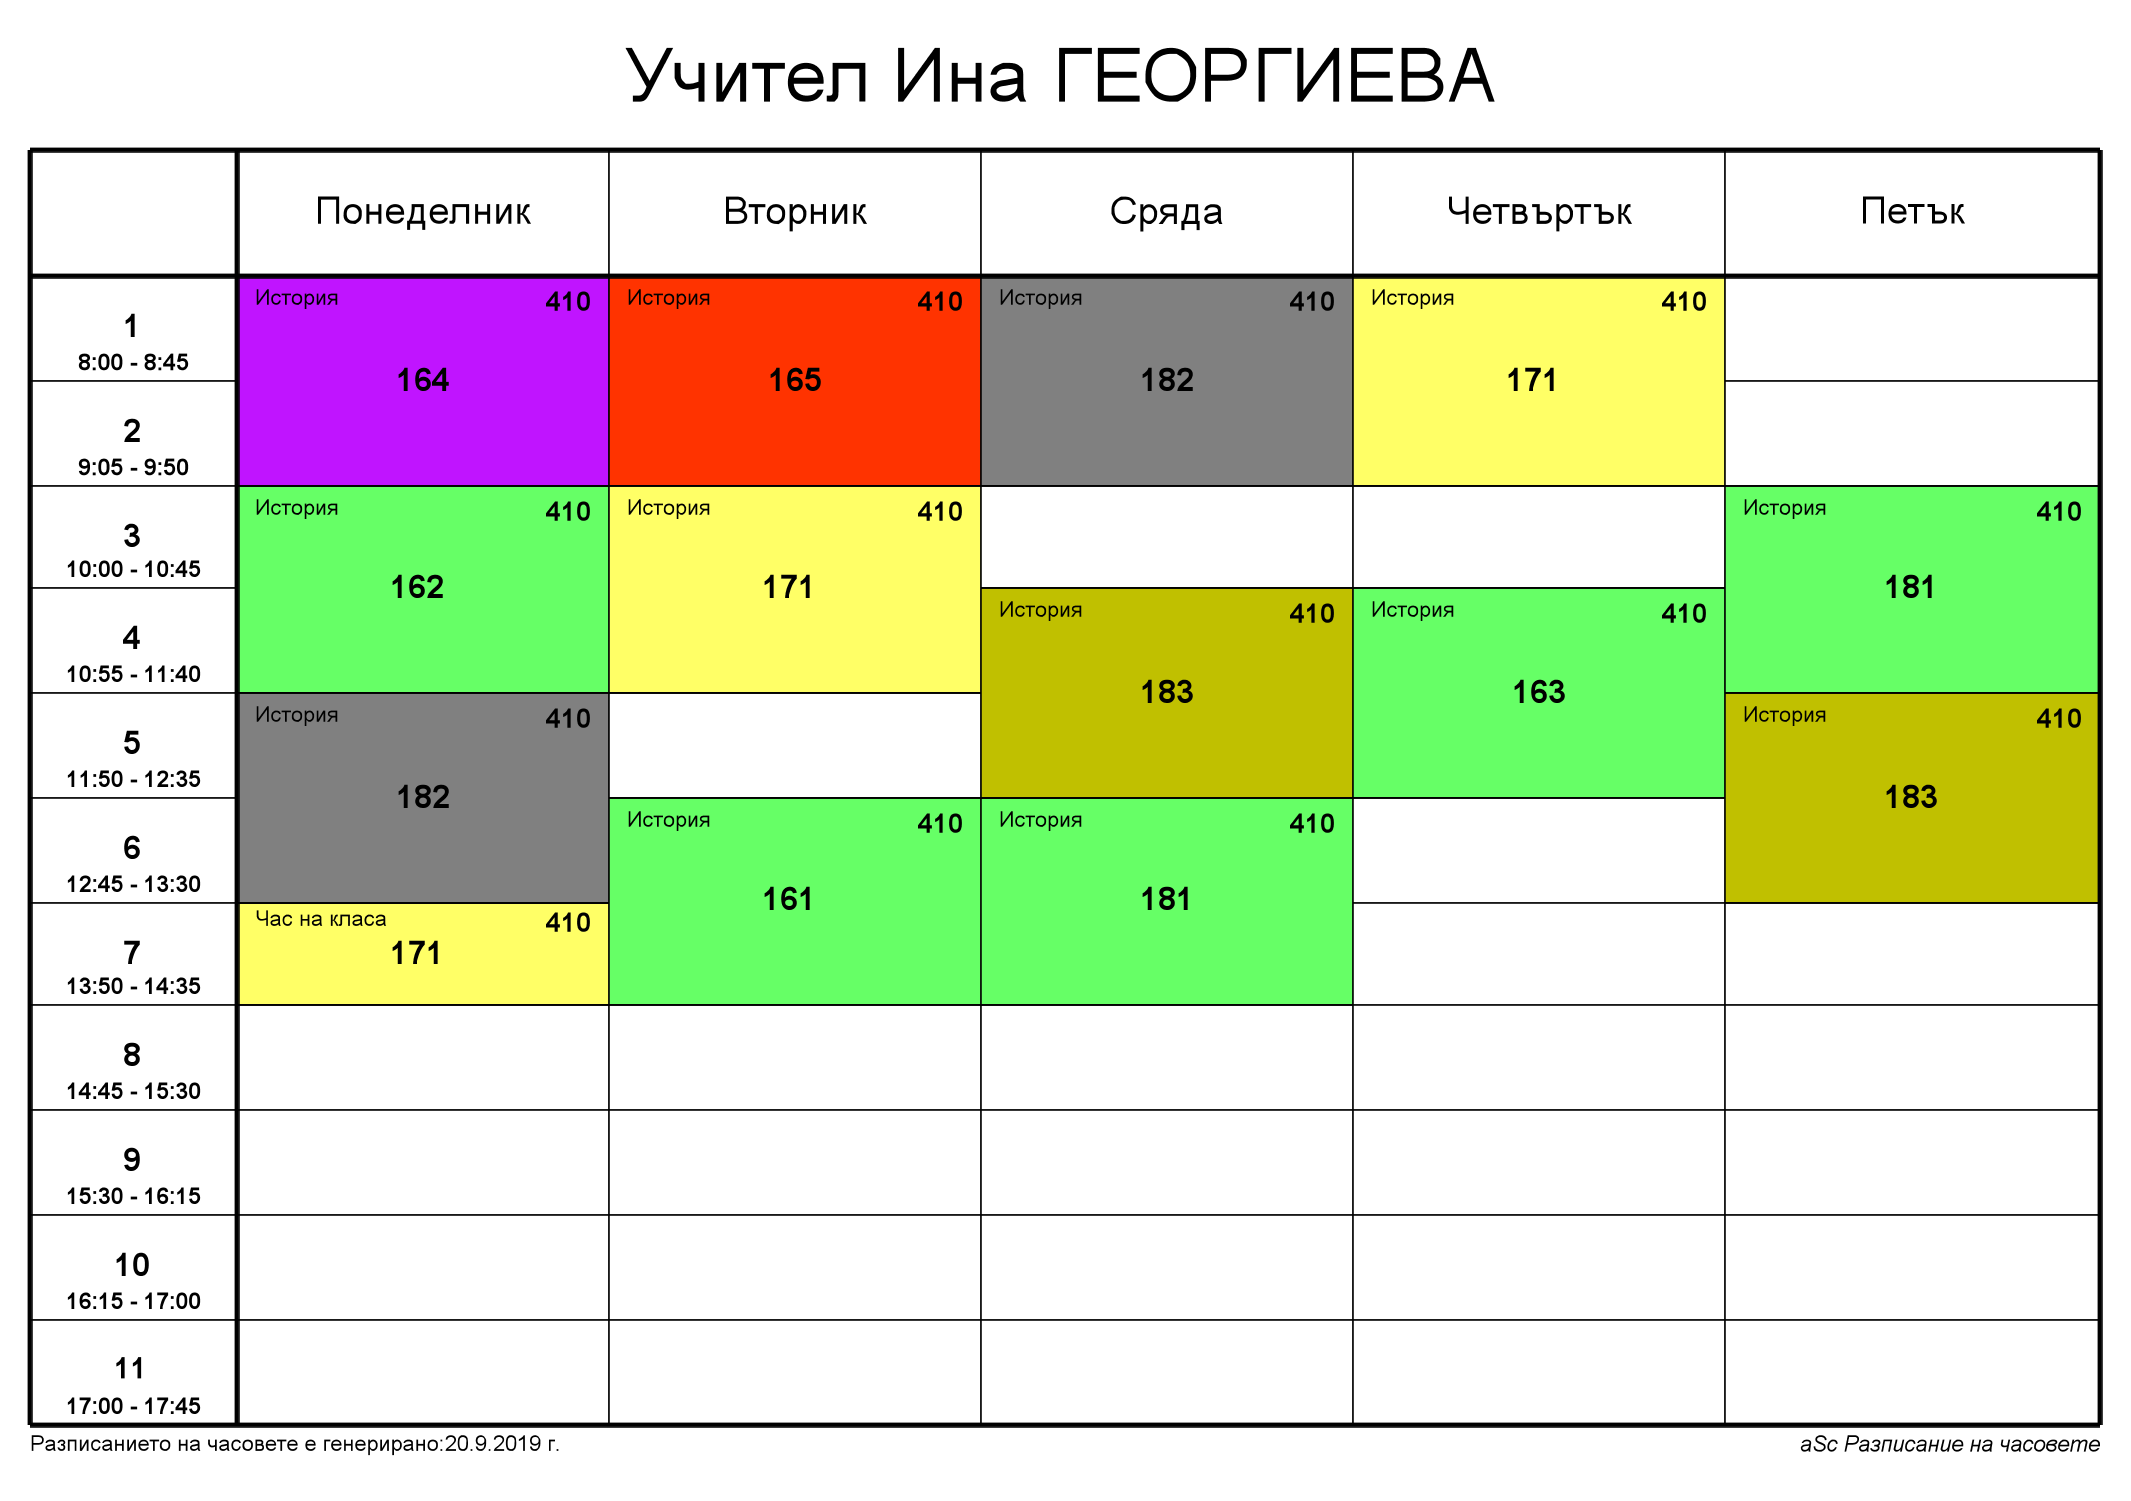 Учител Ина ГЕОРГИЕВА
Понеделник Вторник Сряда Четвъртък Петък
1
8:00 - 8:45
История 410
164
История 410
165
История 410
182
История 410
171
2
9:05 - 9:50
3
10:00 - 10:45
История 410
162
История 410
171
История 410
181
4
10:55 - 11:40
История 410
183
История 410
163
5
11:50 - 12:35
История 410
182
История 410
183
6
12:45 - 13:30
История 410
161
История 410
181
7
13:50 - 14:35
Час на класа 410
171
8
14:45 - 15:30
9
15:30 - 16:15
10
16:15 - 17:00
11
17:00 - 17:45
Разписанието на часовете е генерирано:20.9.2019 г.
aSc Разписание на часовете